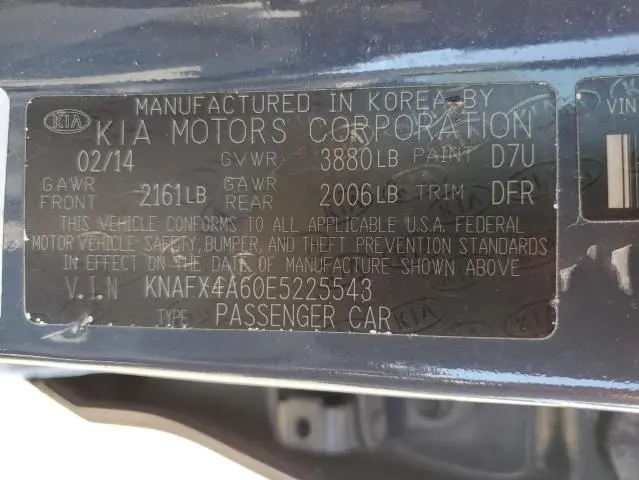 MANUFACTURED IN KOREA BY
KIA KIA MOTORS CORPORATION
02/14 GVWR 3880LB PAINT D7U
GAWR FRONT 2161LB GAWR REAR 2006LB TRIM DFR
THIS VEHICLE CONFORMS TO ALL APPLICABLE U.S.A. FEDERAL
MOTOR VEHICLE SAFETY, BUMPER, AND THEFT PREVENTION STANDARDS
IN EFFECT ON THE DATE OF MANUFACTURE SHOWN ABOVE
V.I.N KNAFX4A60E5225543
TYPE PASSENGER CAR
VIN